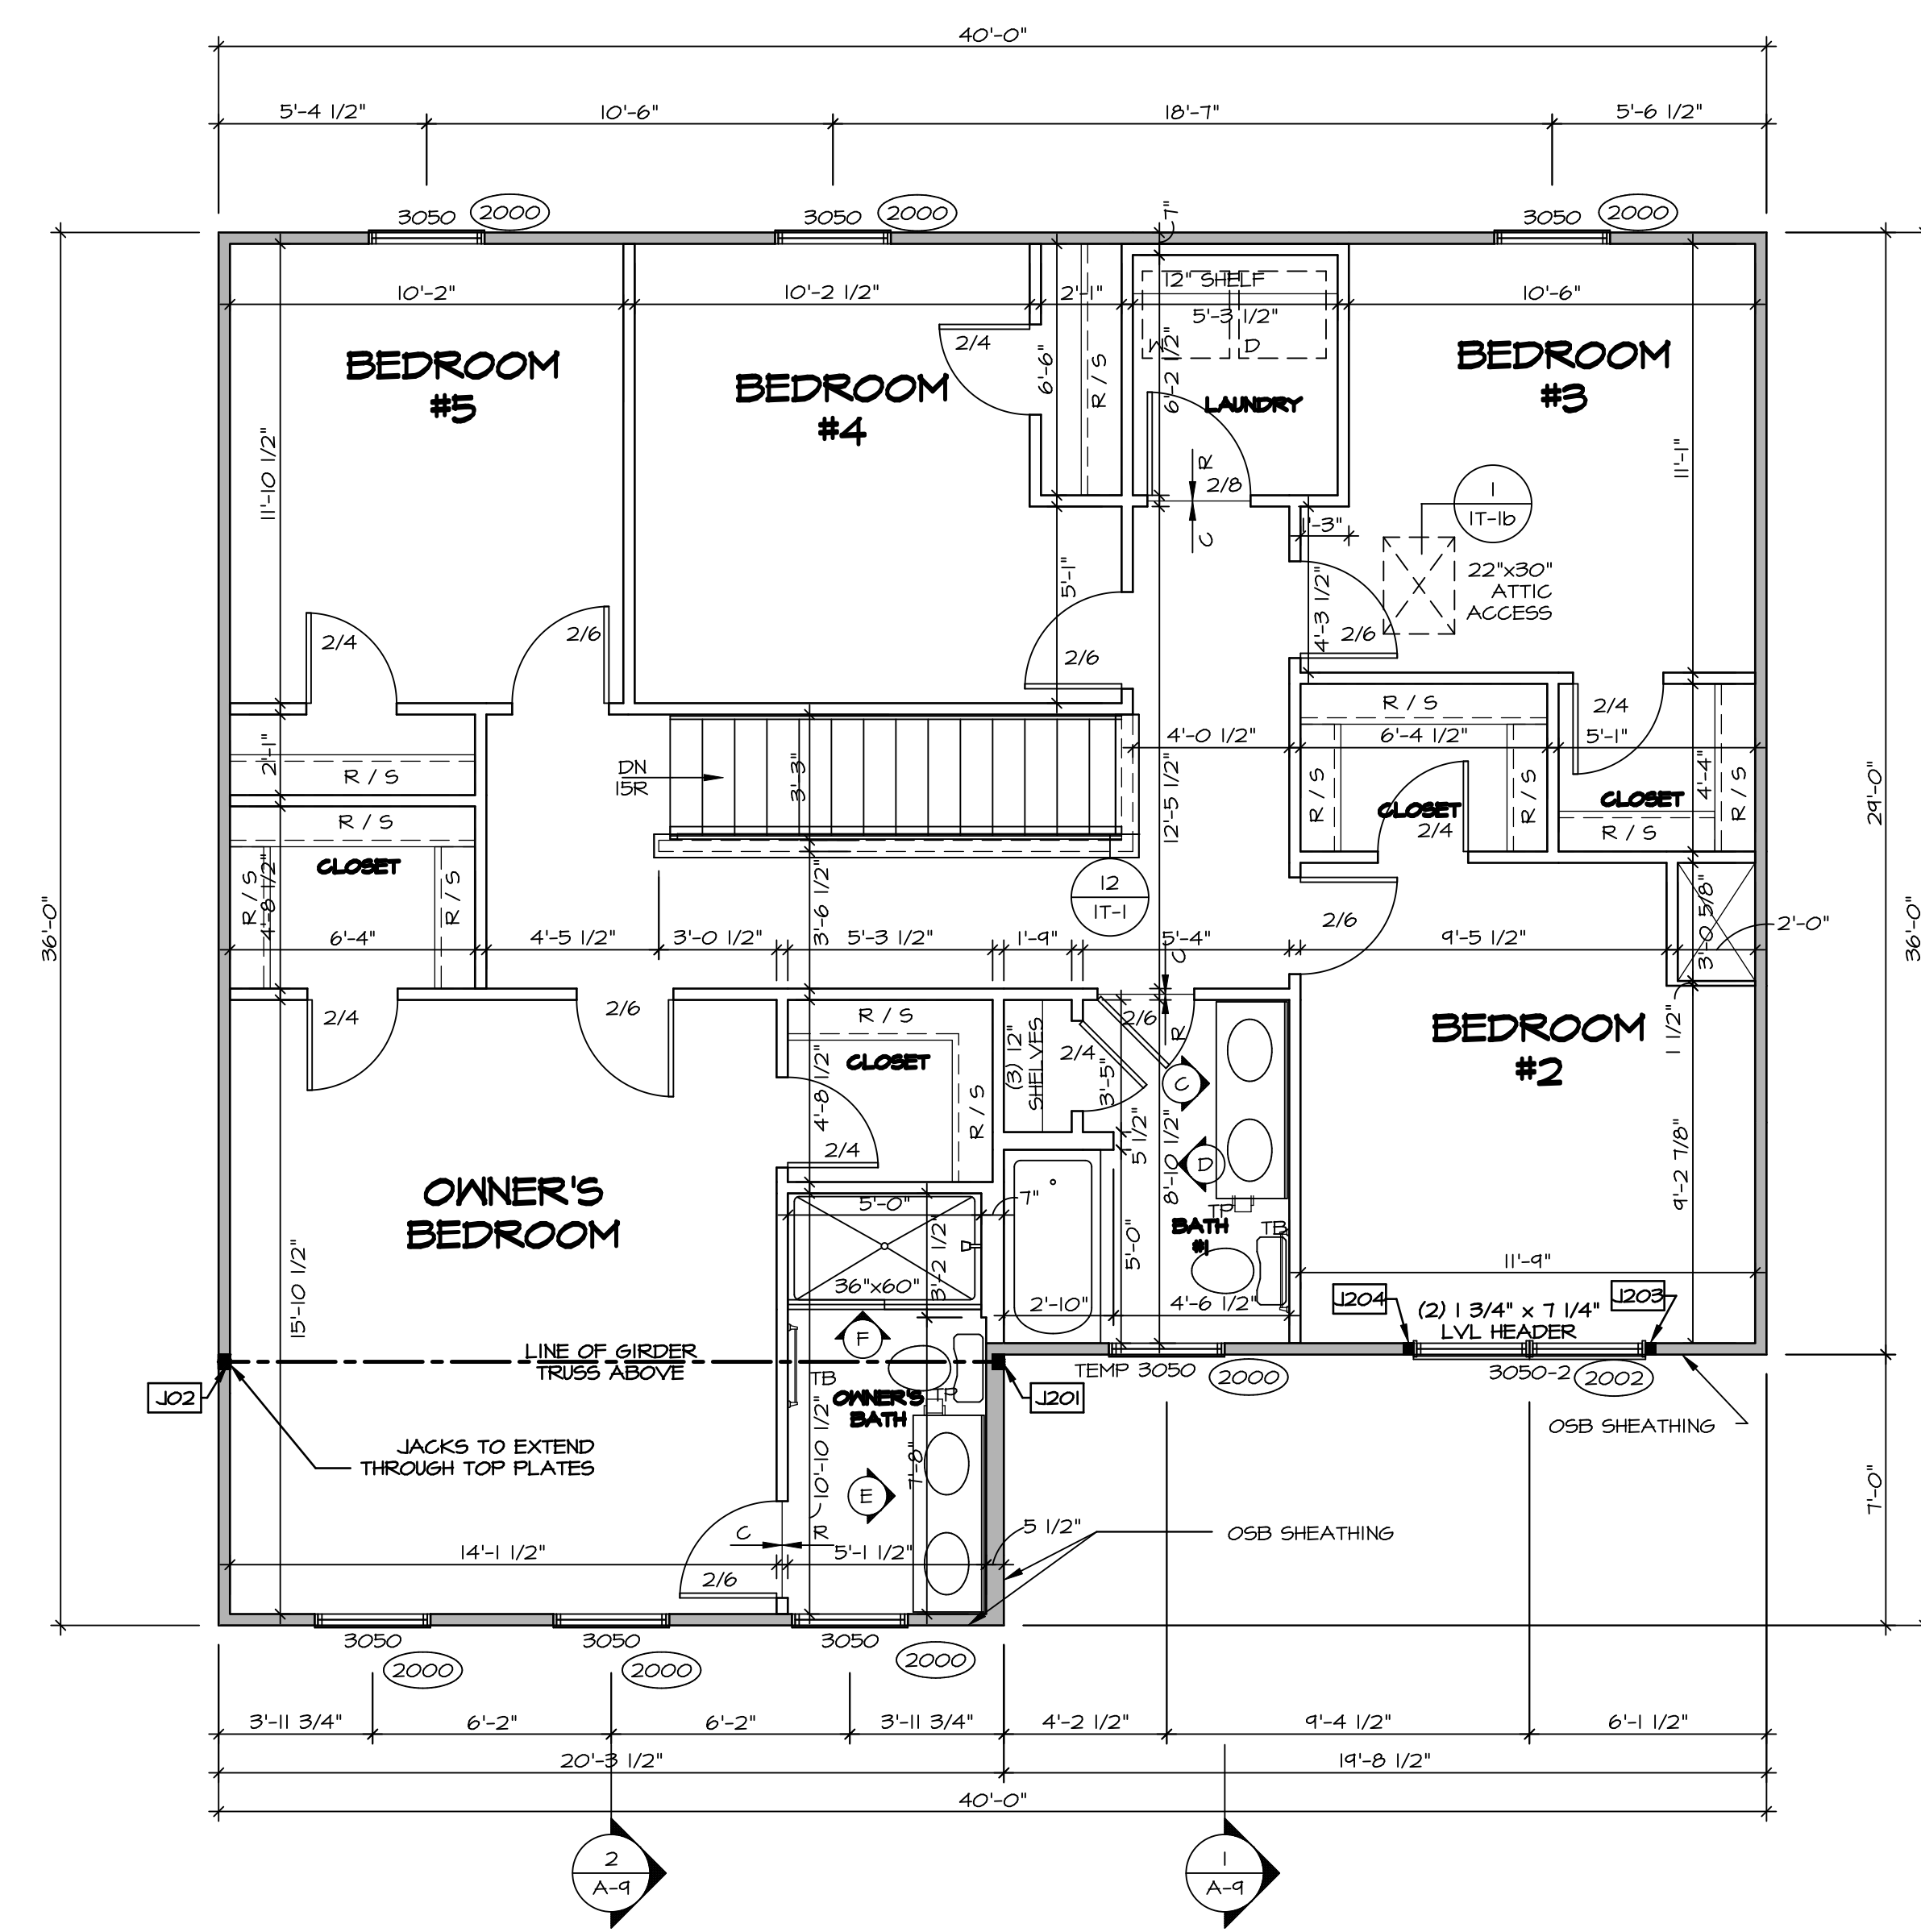 40'-0"
5'-4 1/2"
10'-6"
18'-7"
5'-6 1/2"
3050
2000
3050
2000
7"
3050
2000
10'-2"
10'-2 1/2"
2'-1"
12" SHELF
5'-3 1/2"
10'-6"
W
D
2/4
6'-6"
R / S
6'-2 1/2"
BEDROOM
#5
BEDROOM
#4
LAUNDRY
BEDROOM
#3
11'-10 1/2"
11'-1"
R
2/8
C
1
IT-1b
1'-3"
22"x30"
ATTIC
ACCESS
5'-1"
4'-3 1/2"
2/4
2/6
2/6
2/6
2'-1"
R / S
DN
15R
3'-3"
4'-0 1/2"
12'-5 1/2"
R / S
6'-4 1/2"
5'-1"
2/4
4'-4"
R / S
R / S
R / S
CLOSET
2/4
CLOSET
R / S
29'-0"
R / S
CLOSET
R / S
4'-8 1/2"
R / S
3'-6 1/2"
12
IT-1
36'-0"
36'-0"
6'-4"
4'-5 1/2"
3'-0 1/2"
5'-3 1/2"
1'-9"
5'-4"
C
2/6
9'-5 1/2"
3'-0 5/8"
2'-0"
2/4
2/6
R / S
CLOSET
4'-8 1/2"
R / S
2/4
(3) 12"
SHELVES
2/4
2/6
R
3'-5"
C
5 1/2"
8'-10 1/2"
D
BEDROOM
#2
1 1/2"
9'-2 7/8"
OWNER'S
BEDROOM
5'-0"
7"
3'-2 1/2"
36"x60"
5'-0"
TP
BATH
#1
TB
2'-10"
4'-6 1/2"
11'-9"
J204
J203
(2) 1 3/4" x 7 1/4"
LVL HEADER
15'-10 1/2"
LINE OF GIRDER
TRUSS ABOVE
F
TB
TP
OWNER'S
BATH
J02
J201
TEMP 3050
2000
3050-2
2002
OSB SHEATHING
JACKS TO EXTEND
THROUGH TOP PLATES
10'-10 1/2"
7'-8"
E
7'-0"
C
R
5 1/2"
OSB SHEATHING
14'-1 1/2"
5'-1 1/2"
2/6
3050
2000
3050
2000
3050
2000
3'-11 3/4"
6'-2"
6'-2"
3'-11 3/4"
4'-2 1/2"
9'-4 1/2"
6'-1 1/2"
20'-3 1/2"
19'-8 1/2"
40'-0"
2
A-9
1
A-9